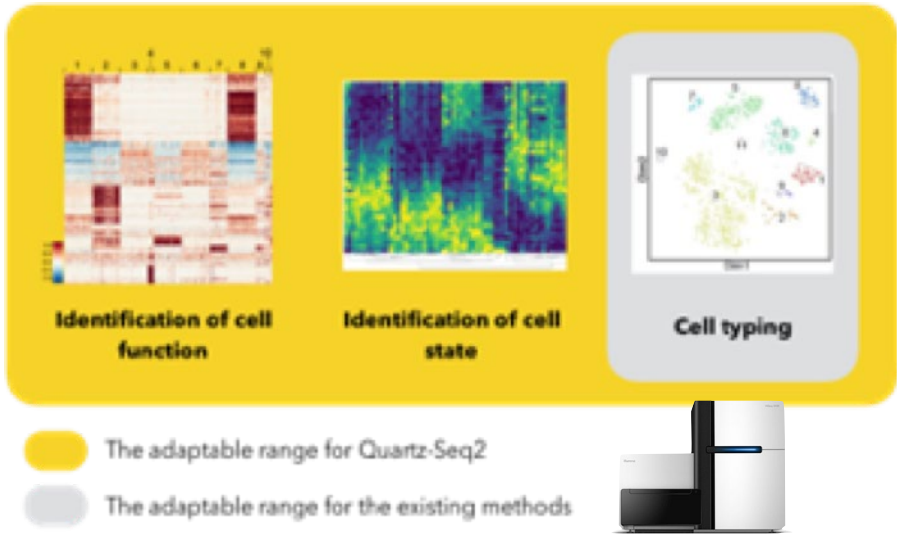 Identification of cell
function
Identification of cell
state
Cell typing
The adaptable range for Quartz-Seq2
The adaptable range for the existing methods